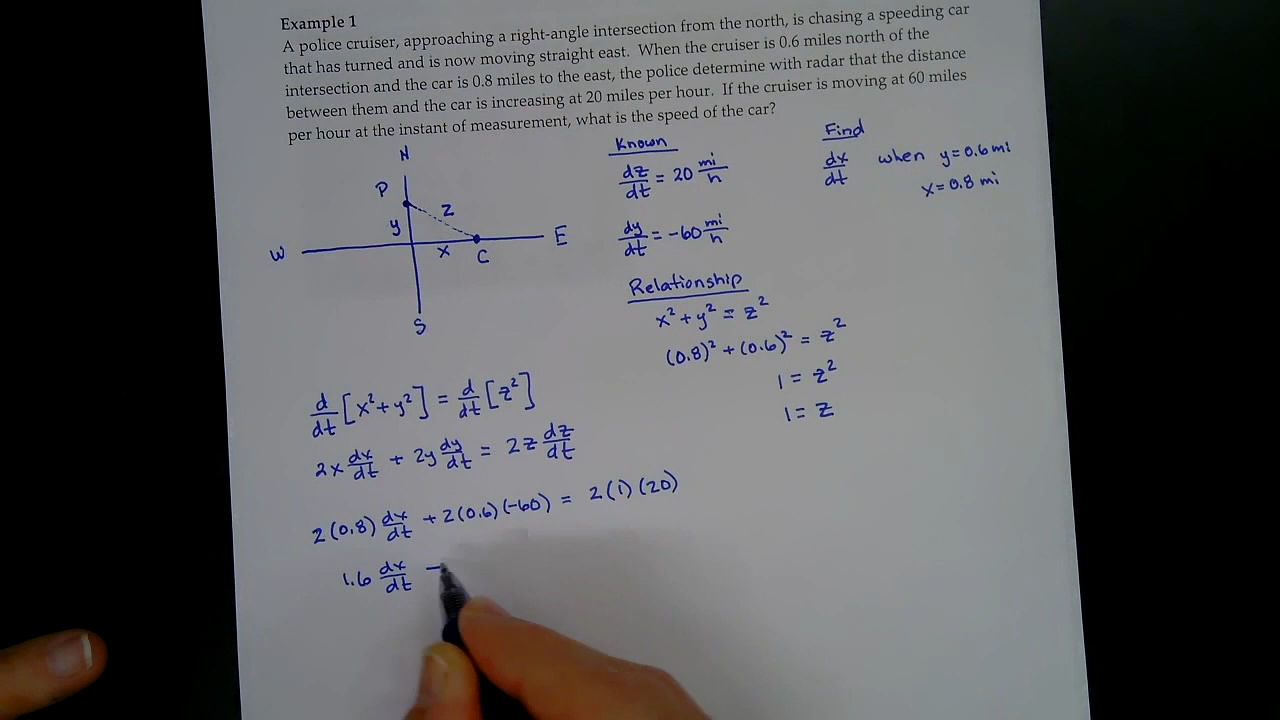 Example 1
A police cruiser, approaching a right-angle intersection from the north, is chasing a speeding car
that has turned and is now moving straight east. When the cruiser is 0.6 miles north of the
intersection and the car is 0.8 miles to the east, the police determine with radar that the distance
between them and the car is increasing at 20 miles per hour. If the cruiser is moving at 60 miles
per hour at the instant of measurement, what is the speed of the car?
N
P
y
z
W
x
C
E
S
Known
dz/dt = 20 mi/h
dy/dt = -60 mi/h
Find
dx/dt when y = 0.6 mi
x = 0.8 mi
Relationship
x² + y² = z²
(0.8)² + (0.6)² = z²
1 = z²
1 = z
d/dt [x² + y²] = d/dt [z²]
2x dx/dt + 2y dy/dt = 2z dz/dt
2(0.8) dx/dt + 2(0.6)(-60) = 2(1)(20)
1.6 dx/dt -